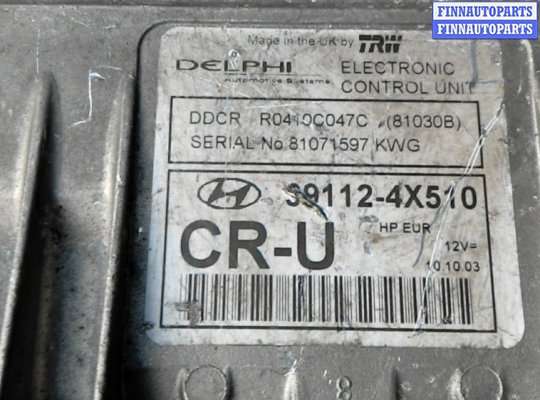 FINNAUTOPARTS
FINNAUTOPARTS
Made in the UK by TRW
DELPHI
Automotive Systems
ELECTRONIC
CONTROL UNIT
DDCR R0410C047C (81030B)
SERIAL No 81071597 KWG
39112-4X510
CR-U
HP EUR
12V=
10.10.03
8